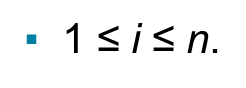 ▪ 1 ≤ i ≤ n.